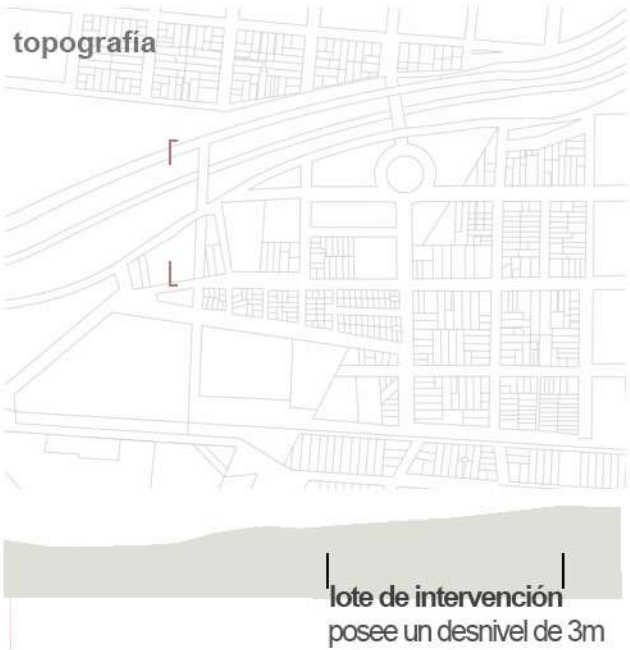 topografía
lote de intervención
posee un desnivel de 3m